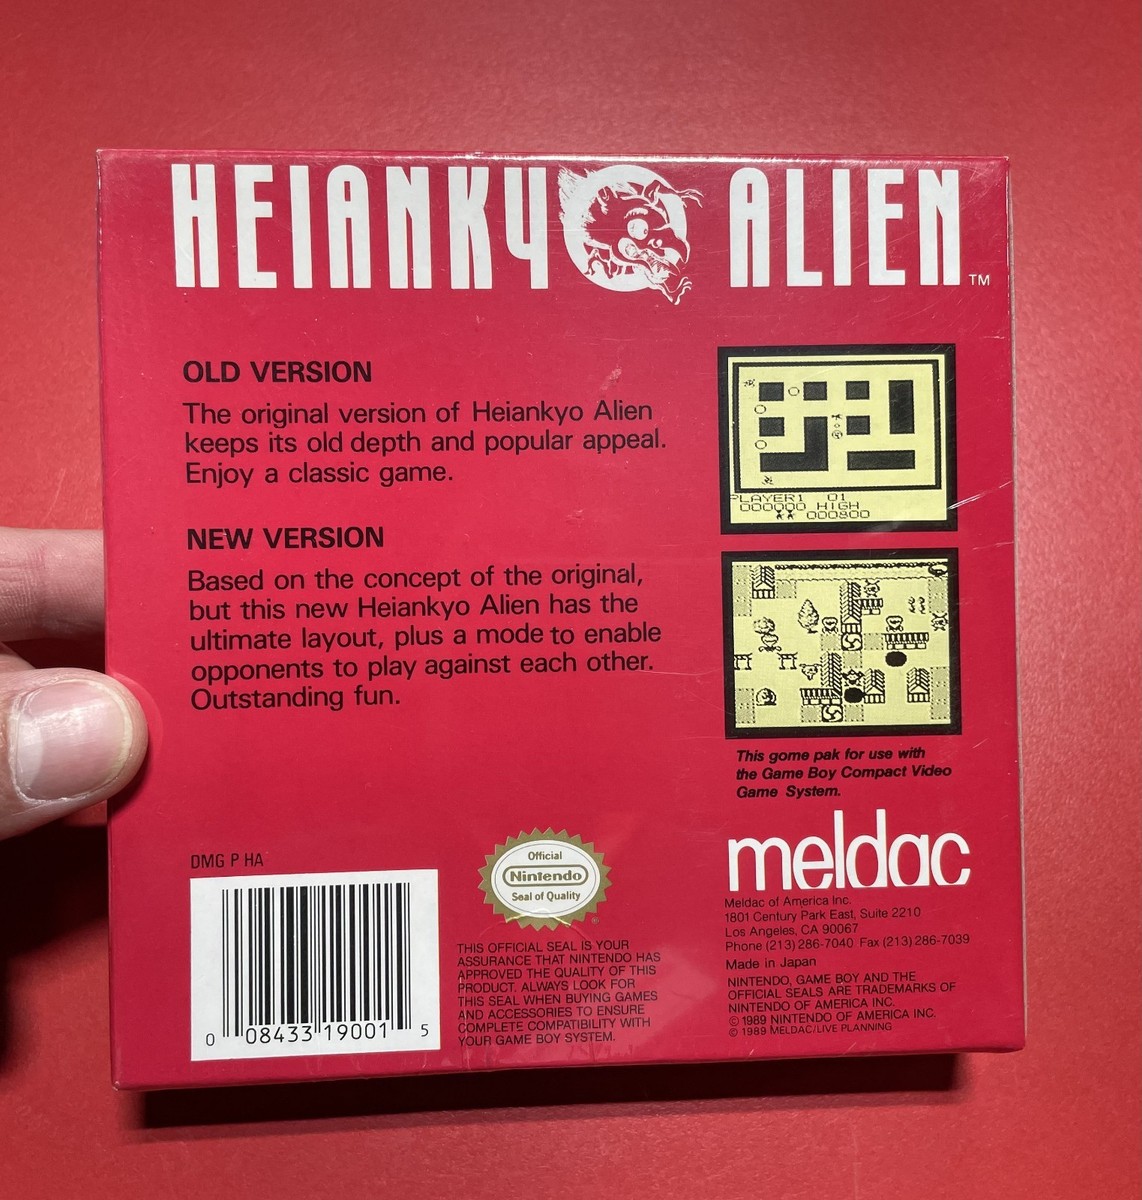 HEIANKYO ALIEN™
OLD VERSION
The original version of Heiankyo Alien
keeps its old depth and popular appeal.
Enjoy a classic game.
NEW VERSION
Based on the concept of the original,
but this new Heiankyo Alien has the
ultimate layout, plus a mode to enable
opponents to play against each other.
Outstanding fun.
PLAYER1 01
000000 HIGH
000800
This gome pak for use with
the Game Boy Compact Video
Game System.
DMG P HA
0 08433 19001 5
Official
Nintendo
Seal of Quality
®
THIS OFFICIAL SEAL IS YOUR
ASSURANCE THAT NINTENDO HAS
APPROVED THE QUALITY OF THIS
PRODUCT. ALWAYS LOOK FOR
THIS SEAL WHEN BUYING GAMES
AND ACCESSORIES TO ENSURE
COMPLETE COMPATIBILITY WITH
YOUR GAME BOY SYSTEM.
meldac
Meldac of America Inc.
1801 Century Park East, Suite 2210
Los Angeles, CA 90067
Phone (213) 286-7040 Fax (213) 286-7039
Made in Japan
NINTENDO, GAME BOY AND THE
OFFICIAL SEALS ARE TRADEMARKS OF
NINTENDO OF AMERICA INC.
© 1989 NINTENDO OF AMERICA INC.
© 1989 MELDAC/LIVE PLANNING